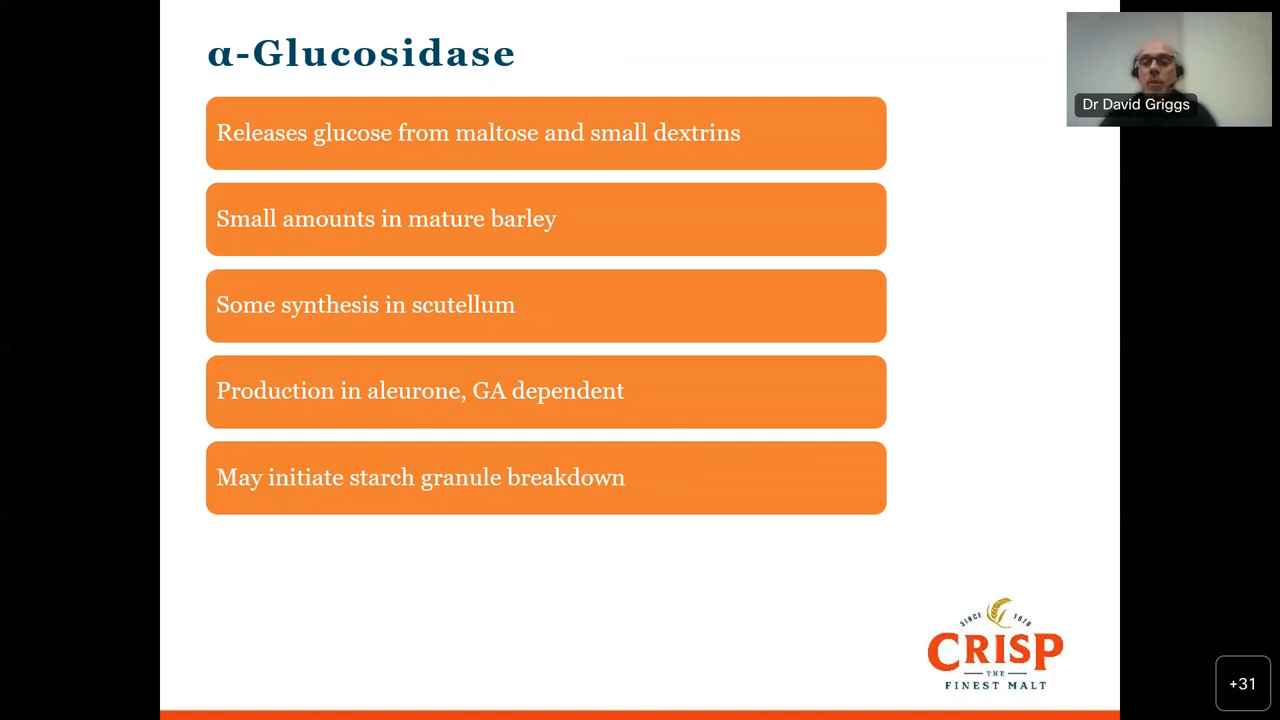 α-Glucosidase
Releases glucose from maltose and small dextrins
Small amounts in mature barley
Some synthesis in scutellum
Production in aleurone, GA dependent
May initiate starch granule breakdown
Dr David Griggs
SINCE 1870
CRISP
THE
FINEST MALT
+31